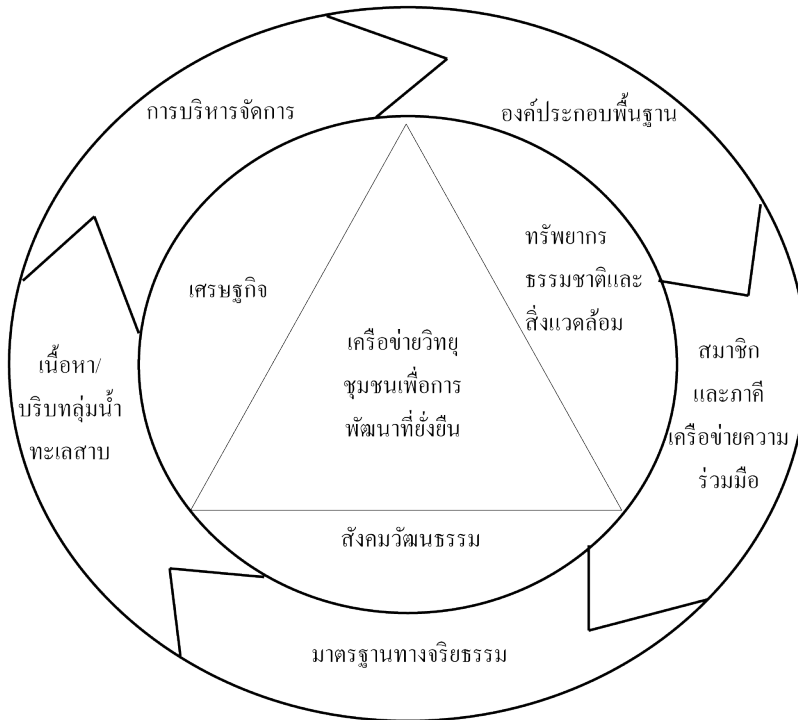 การบริหารจัดการ
องค์ประกอบพื้นฐาน
ทรัพยากร
ธรรมชาติและ
สิ่งแวดล้อม
เศรษฐกิจ
เครือข่ายวิทยุ
ชุมชนเพื่อการ
พัฒนาที่ยั่งยืน
สมาชิก
และภาคี
เครือข่ายความ
ร่วมมือ
เนื้อหา/
บริบทลุ่มน้ำ
ทะเลสาบ
สังคมวัฒนธรรม
มาตรฐานทางจริยธรรม